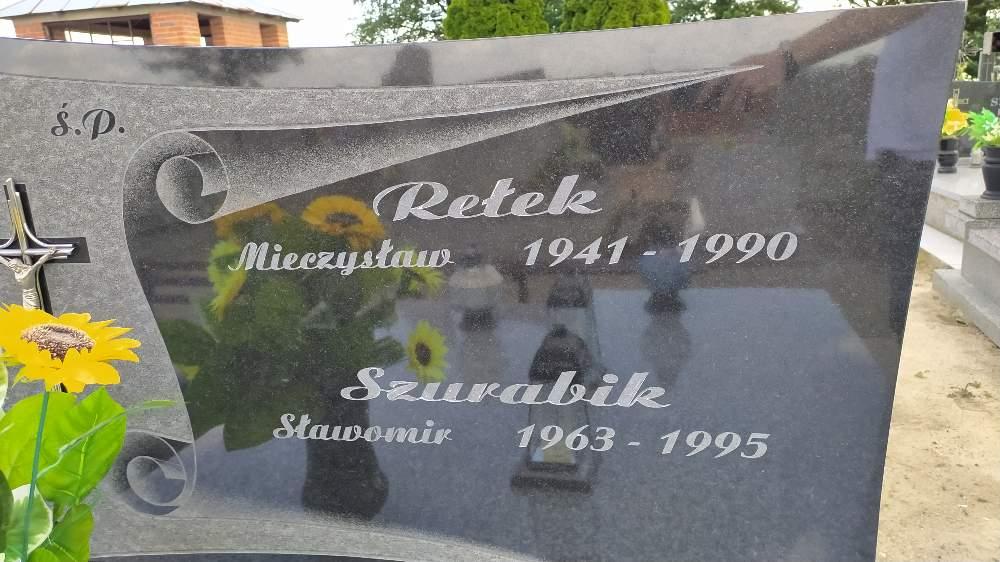 ś.P.
Retek
Mieczysław 1941 - 1990
Szurabik
Sławomir 1963 - 1995